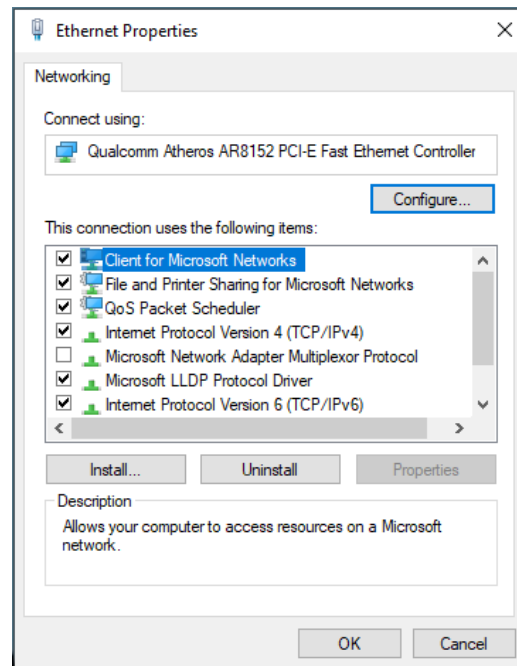 Ethernet Properties
Networking
Connect using:
Qualcomm Atheros AR8152 PCI-E Fast Ethernet Controller
Configure...
This connection uses the following items:
Client for Microsoft Networks
File and Printer Sharing for Microsoft Networks
QoS Packet Scheduler
Internet Protocol Version 4 (TCP/IPv4)
Microsoft Network Adapter Multiplexor Protocol
Microsoft LLDP Protocol Driver
Internet Protocol Version 6 (TCP/IPv6)
Install...
Uninstall
Properties
Description
Allows your computer to access resources on a Microsoft
network.
OK
Cancel